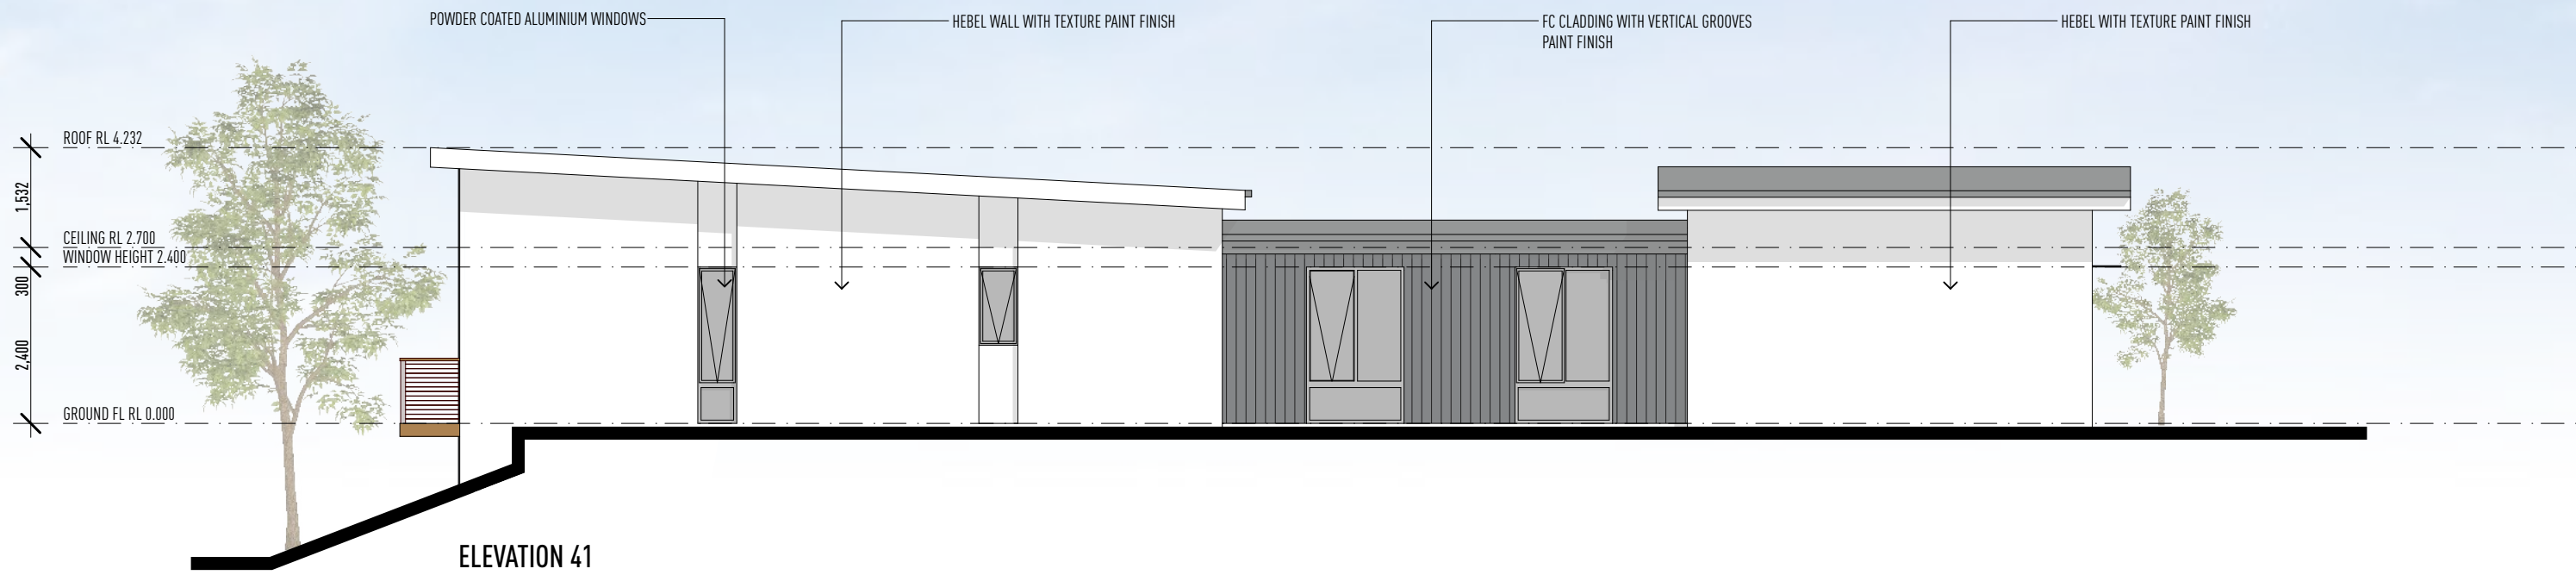 POWDER COATED ALUMINIUM WINDOWS
HEBEL WALL WITH TEXTURE PAINT FINISH
FC CLADDING WITH VERTICAL GROOVES
PAINT FINISH
HEBEL WITH TEXTURE PAINT FINISH
ROOF RL 4.232
1,532
CEILING RL 2.700
WINDOW HEIGHT 2.400
300
2,400
GROUND FL RL 0.000
ELEVATION 41